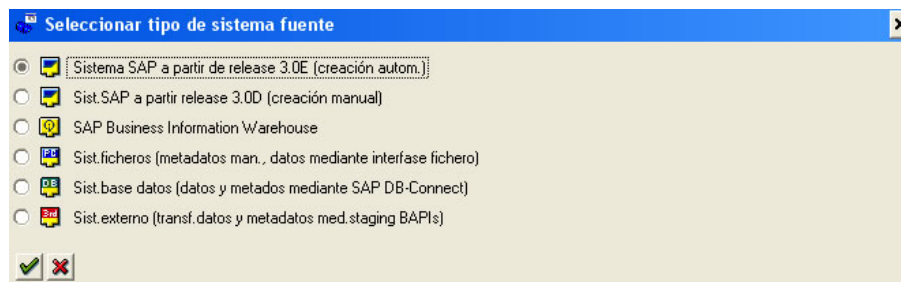 Seleccionar tipo de sistema fuente
Sistema SAP a partir de release 3.0E (creación autom.)
Sist.SAP a partir release 3.0D (creación manual)
SAP Business Information Warehouse
Sist.ficheros (metadatos man., datos mediante interfase fichero)
Sist.base datos (datos y metados mediante SAP DB-Connect)
Sist.externo (transf.datos y metadatos med.staging BAPIs)